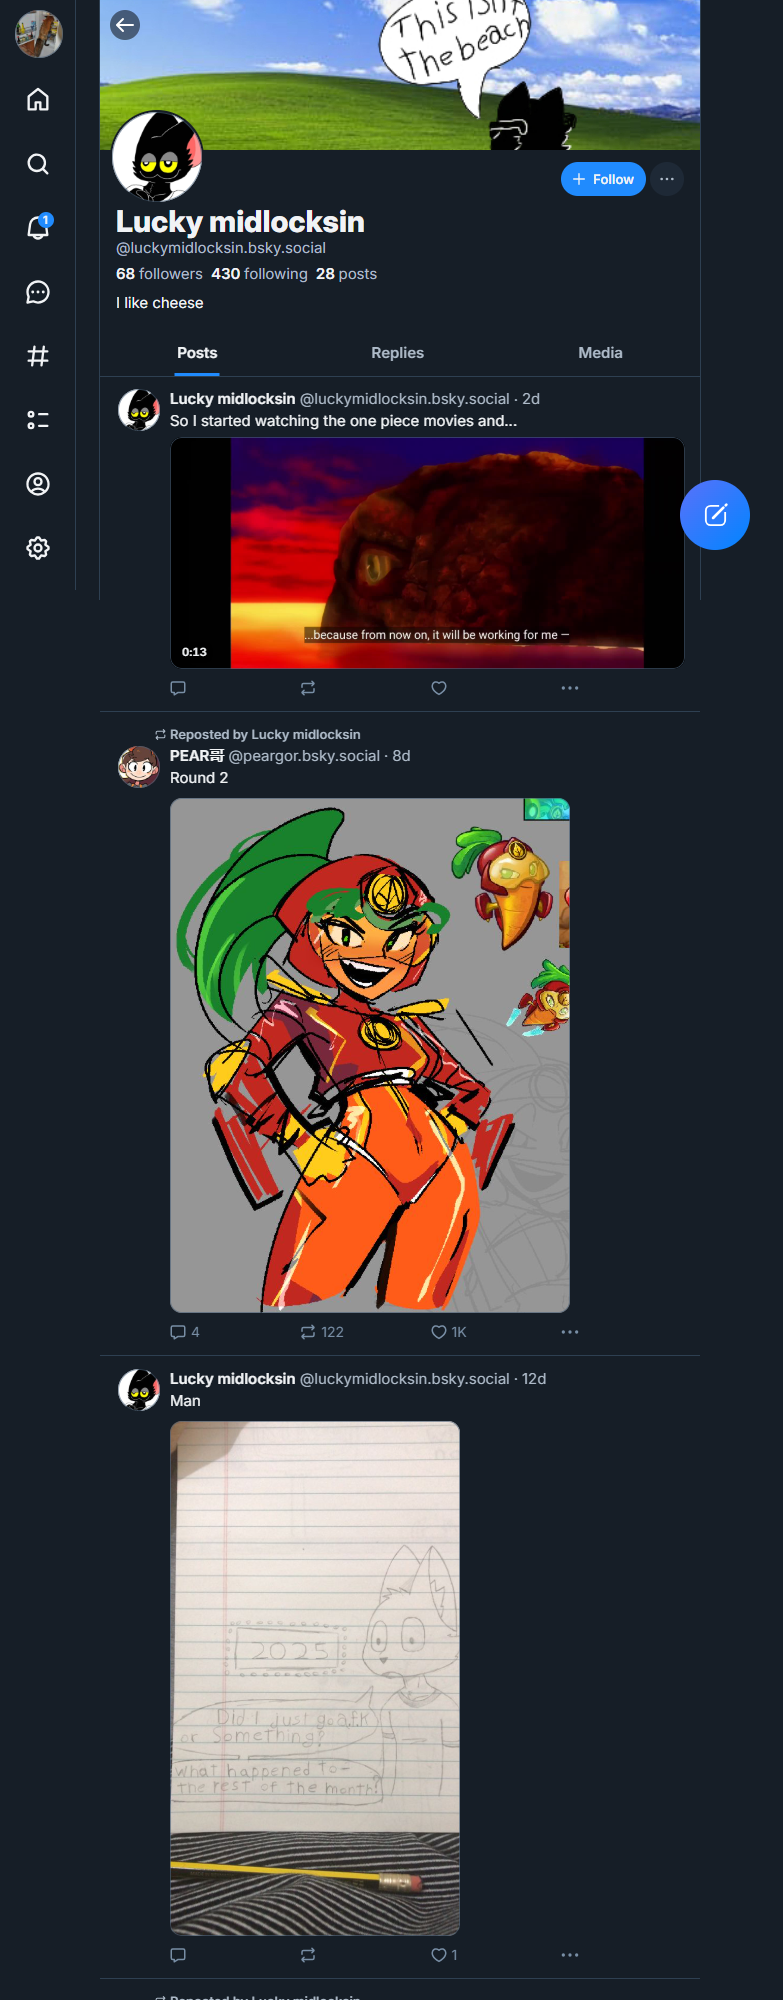 This isn't
the beach
+ Follow
Lucky midlocksin
@luckymidlocksin.bsky.social
68 followers 430 following 28 posts
I like cheese
1
Posts Replies Media
Lucky midlocksin @luckymidlocksin.bsky.social · 2d
So I started watching the one piece movies and...
...because from now on, it will be working for me —
0:13
Reposted by Lucky midlocksin
PEAR哥 @peargor.bsky.social · 8d
Round 2
4 122 1K
Lucky midlocksin @luckymidlocksin.bsky.social · 12d
Man
2025
Did I just go afk
or Something?
What happened to-
the rest of the month!
1
Reposted by Lucky midlocksin